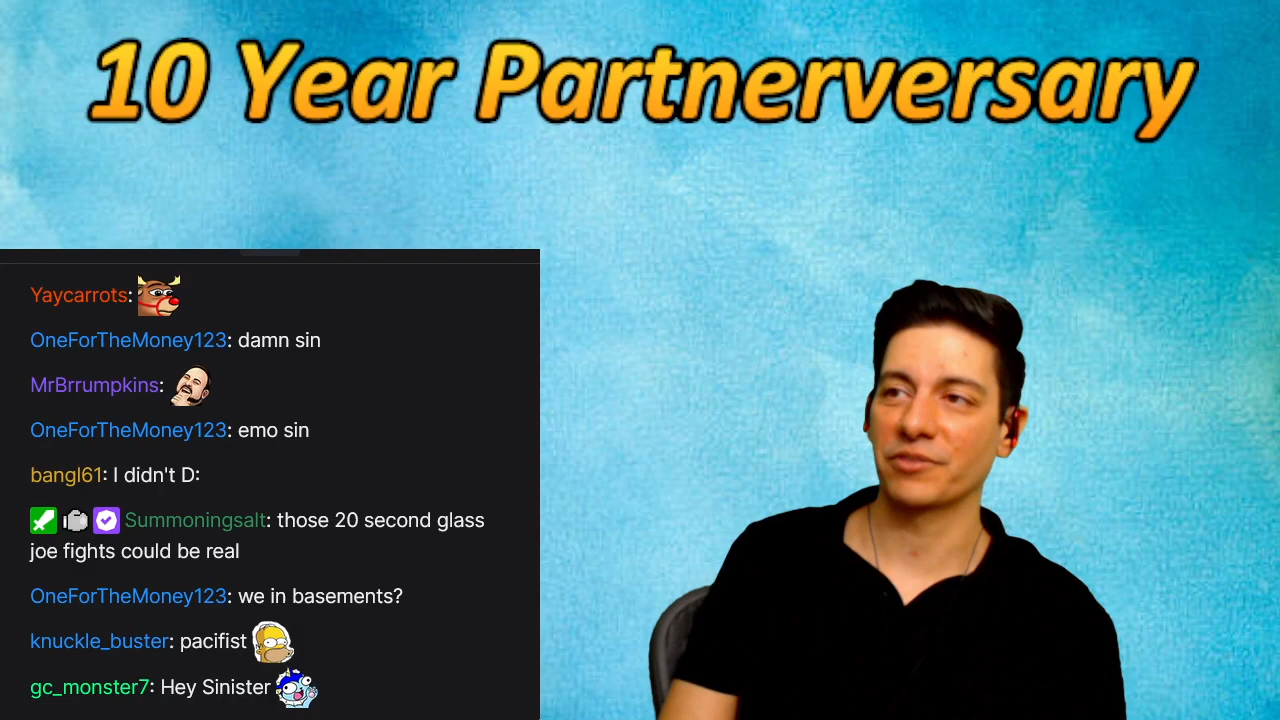 10 Year Partnerversary
Yaycarrots:
OneForTheMoney123: damn sin
MrBrrumpkins:
OneForTheMoney123: emo sin
bangl61: I didn't D:
Summoningsalt: those 20 second glass
joe fights could be real
OneForTheMoney123: we in basements?
knuckle_buster: pacifist
gc_monster7: Hey Sinister